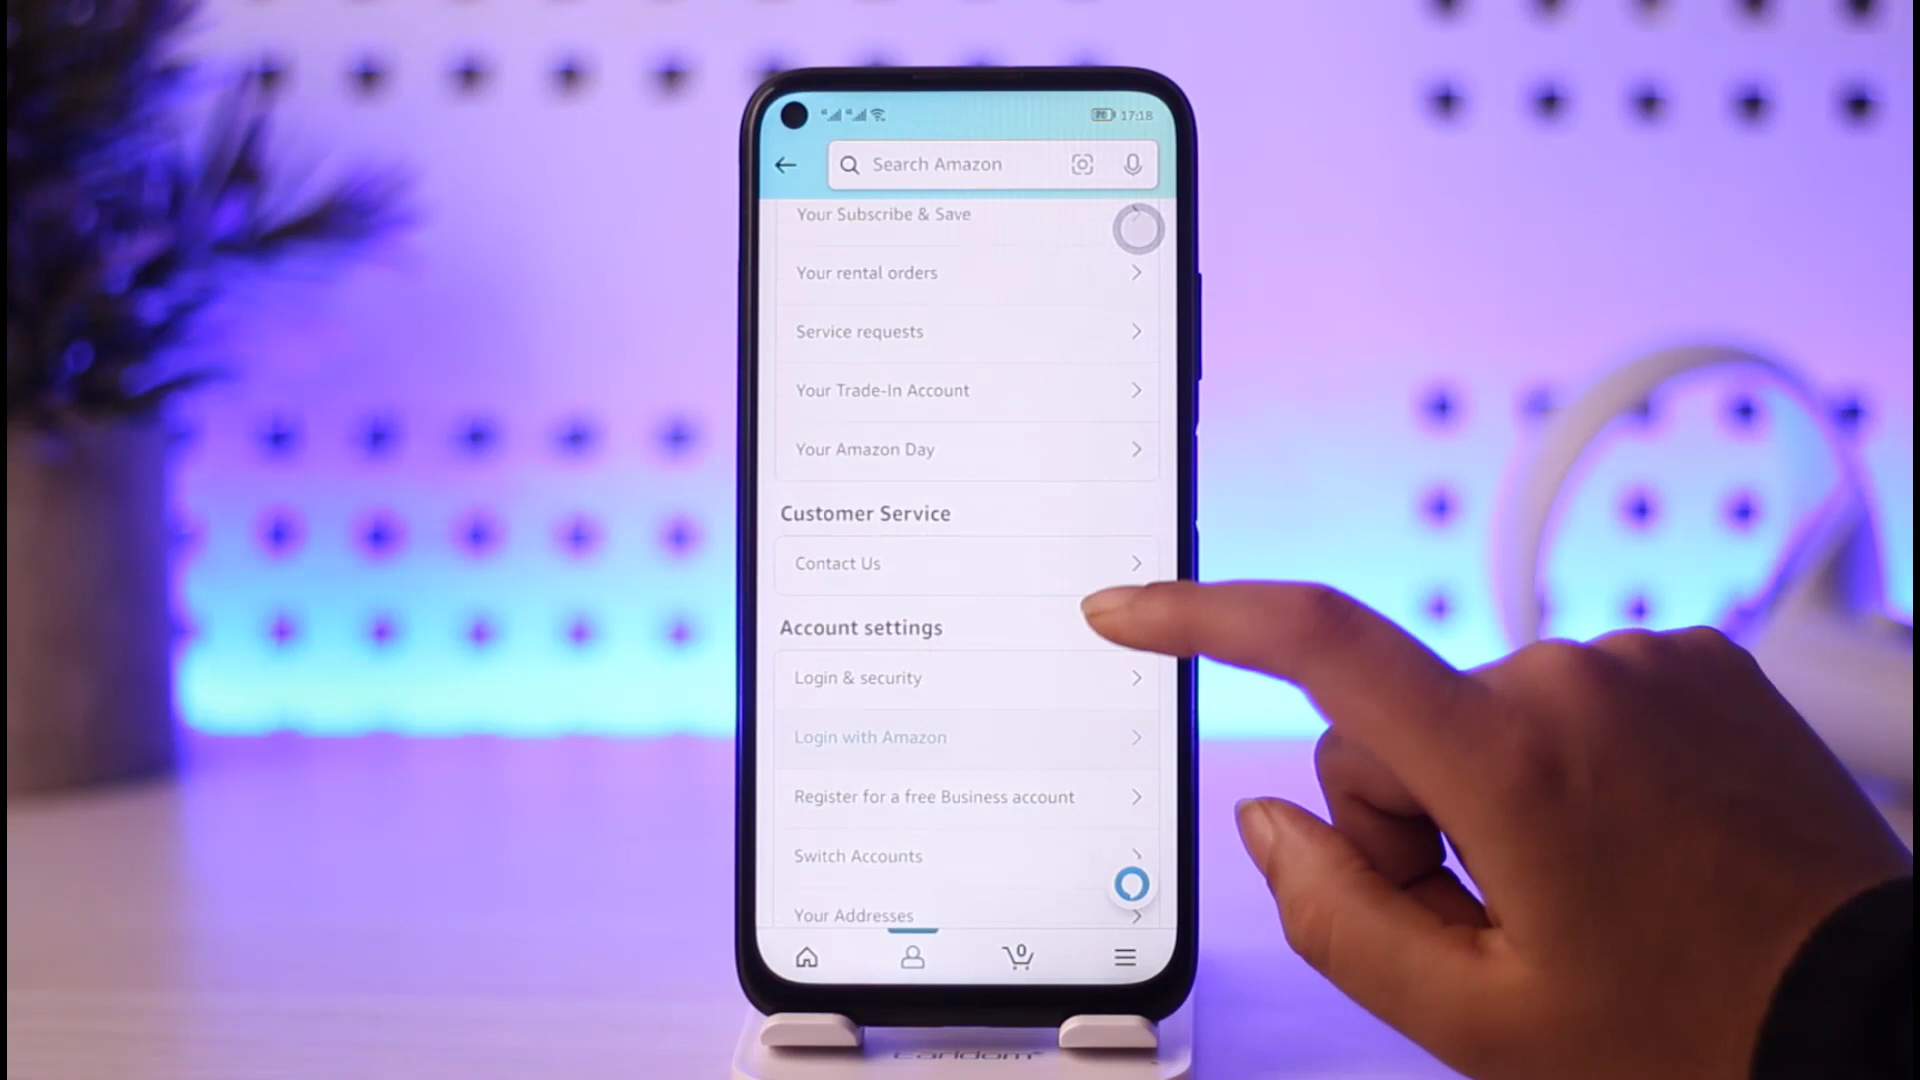 17:18
Search Amazon
Your Subscribe & Save
Your rental orders
Service requests
Your Trade-In Account
Your Amazon Day
Customer Service
Contact Us
Account settings
Login & security
Login with Amazon
Register for a free Business account
Switch Accounts
Your Addresses
0